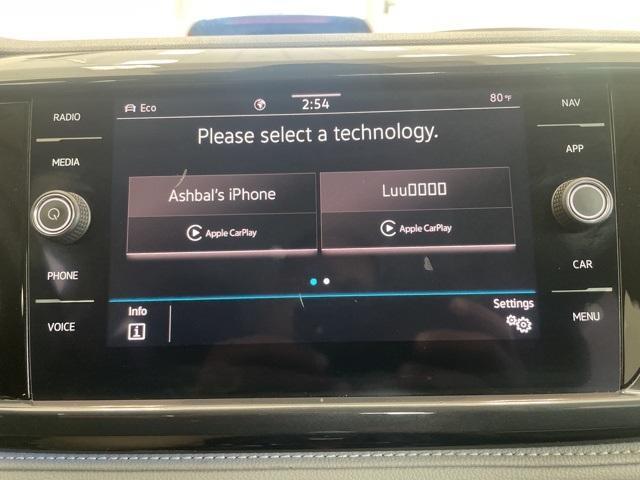 RADIO
MEDIA
PHONE
VOICE
Eco
2:54
80°F
Please select a technology.
Ashbal's iPhone
Apple CarPlay
Luu▯▯▯▯
Apple CarPlay
Info
Settings
NAV
APP
CAR
MENU